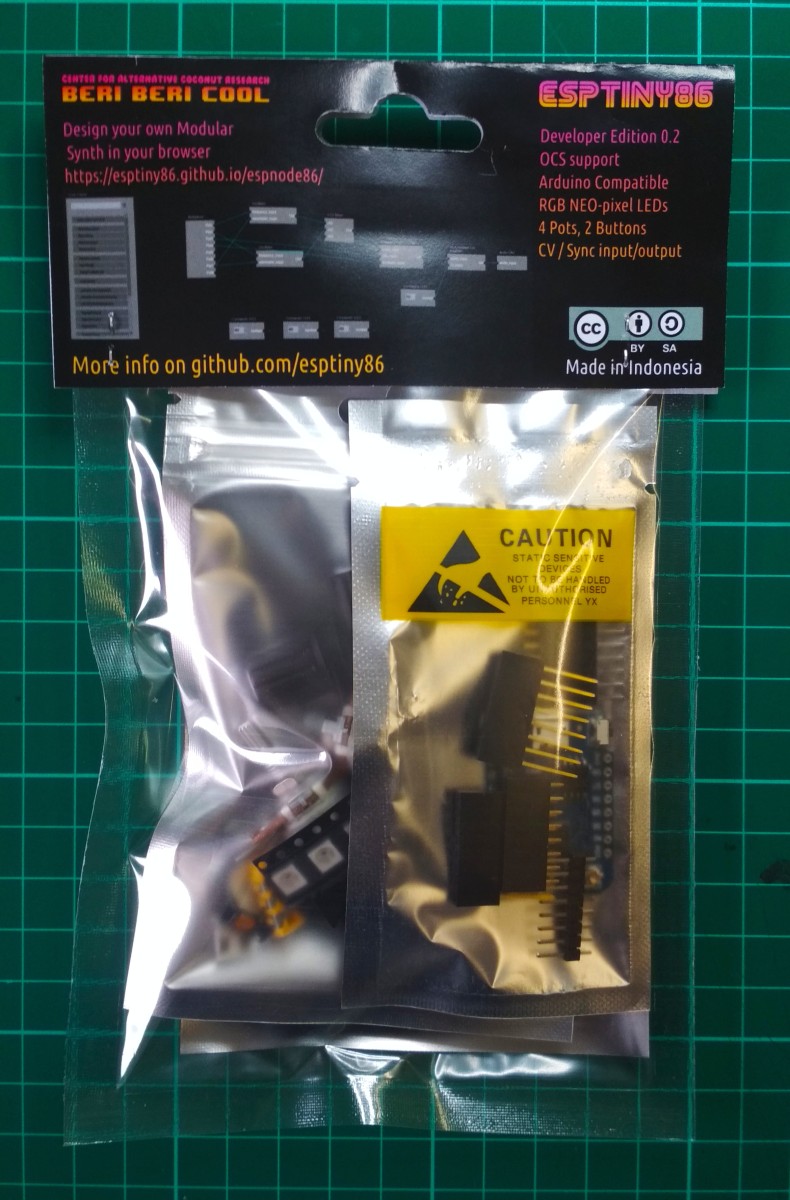 CENTER FOR ALTERNATIVE COCONUT RESEARCH
BERI BERI COOL
Design your own Modular
Synth in your browser
https://esptiny86.github.io/espnode86/
More info on github.com/esptiny86
ESPTINY86
Developer Edition 0.2
OCS support
Arduino Compatible
RGB NEO-pixel LEDs
4 Pots, 2 Buttons
CV / Sync input/output
cc
BY SA
Made in Indonesia
CAUTION
STATIC SENSITIVE
DEVICES
NOT TO BE HANDLED
BY UNAUTHORISED
PERSONNEL YX